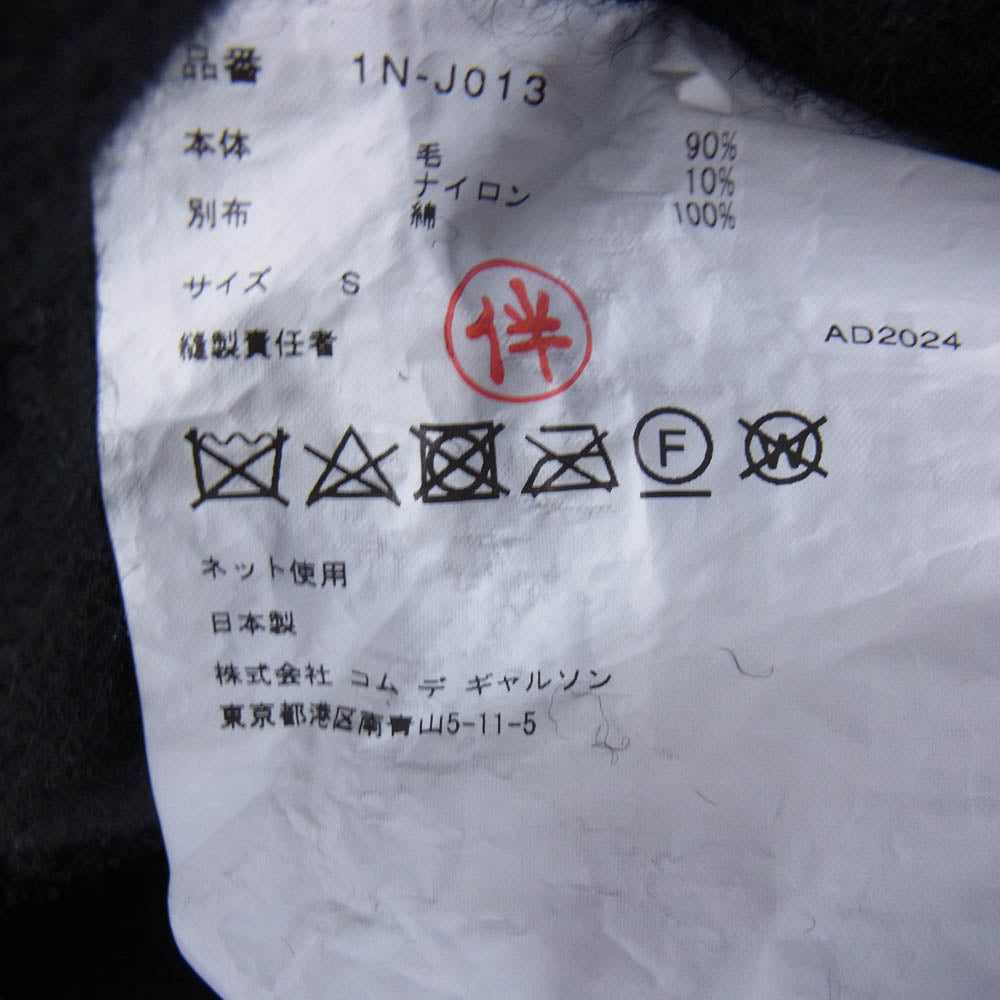 品番 1N-J013
本体 毛 90%
ナイロン 10%
別布 綿 100%
サイズ S
縫製責任者 伴 AD2024
F W
ネット使用
日本製
株式会社 コム デ ギャルソン
東京都港区南青山5-11-5